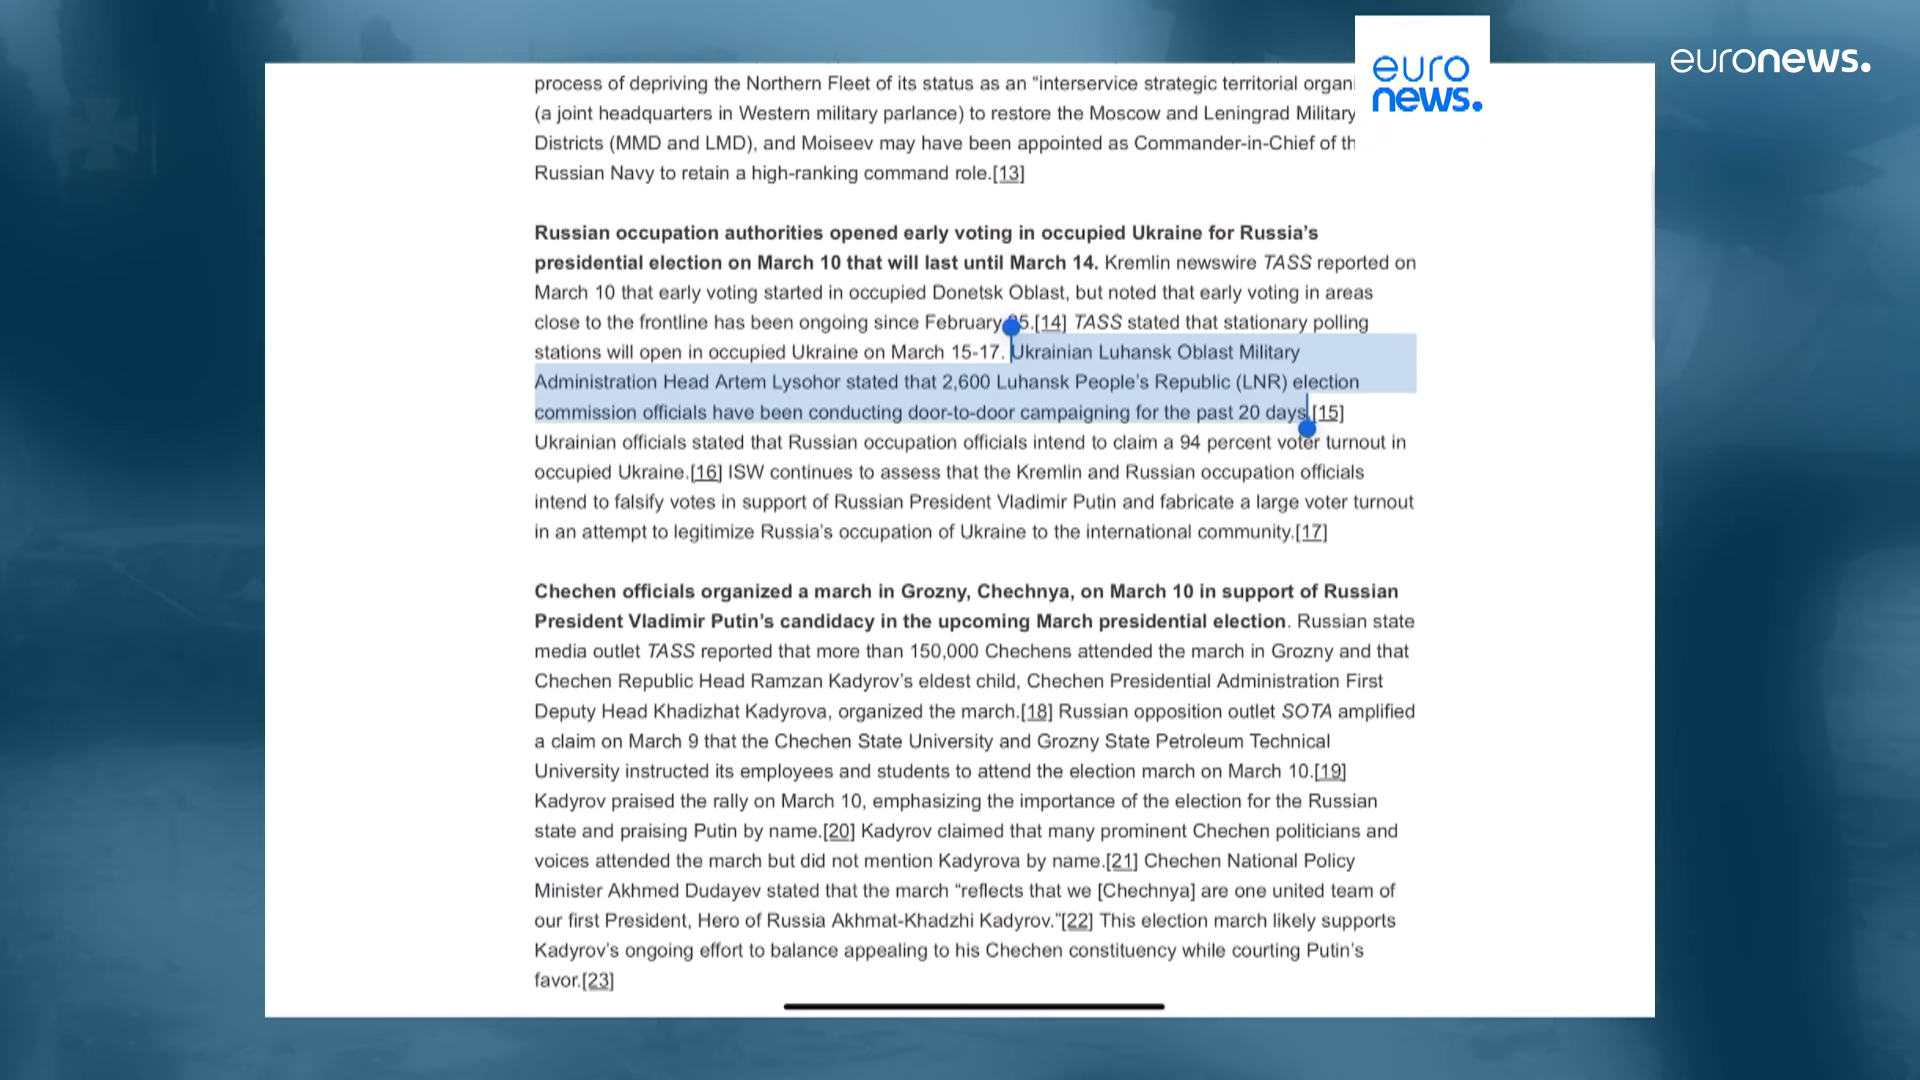 euro
news.
euronews.
process of depriving the Northern Fleet of its status as an “interservice strategic territorial organi
(a joint headquarters in Western military parlance) to restore the Moscow and Leningrad Military
Districts (MMD and LMD), and Moiseev may have been appointed as Commander-in-Chief of th
Russian Navy to retain a high-ranking command role.[13]
Russian occupation authorities opened early voting in occupied Ukraine for Russia’s
presidential election on March 10 that will last until March 14. Kremlin newswire TASS reported on
March 10 that early voting started in occupied Donetsk Oblast, but noted that early voting in areas
close to the frontline has been ongoing since February 5.[14] TASS stated that stationary polling
stations will open in occupied Ukraine on March 15-17. Ukrainian Luhansk Oblast Military
Administration Head Artem Lysohor stated that 2,600 Luhansk People’s Republic (LNR) election
commission officials have been conducting door-to-door campaigning for the past 20 days.[15]
Ukrainian officials stated that Russian occupation officials intend to claim a 94 percent voter turnout in
occupied Ukraine.[16] ISW continues to assess that the Kremlin and Russian occupation officials
intend to falsify votes in support of Russian President Vladimir Putin and fabricate a large voter turnout
in an attempt to legitimize Russia’s occupation of Ukraine to the international community.[17]
Chechen officials organized a march in Grozny, Chechnya, on March 10 in support of Russian
President Vladimir Putin’s candidacy in the upcoming March presidential election. Russian state
media outlet TASS reported that more than 150,000 Chechens attended the march in Grozny and that
Chechen Republic Head Ramzan Kadyrov’s eldest child, Chechen Presidential Administration First
Deputy Head Khadizhat Kadyrova, organized the march.[18] Russian opposition outlet SOTA amplified
a claim on March 9 that the Chechen State University and Grozny State Petroleum Technical
University instructed its employees and students to attend the election march on March 10.[19]
Kadyrov praised the rally on March 10, emphasizing the importance of the election for the Russian
state and praising Putin by name.[20] Kadyrov claimed that many prominent Chechen politicians and
voices attended the march but did not mention Kadyrova by name.[21] Chechen National Policy
Minister Akhmed Dudayev stated that the march “reflects that we [Chechnya] are one united team of
our first President, Hero of Russia Akhmat-Khadzhi Kadyrov.”[22] This election march likely supports
Kadyrov’s ongoing effort to balance appealing to his Chechen constituency while courting Putin’s
favor.[23]